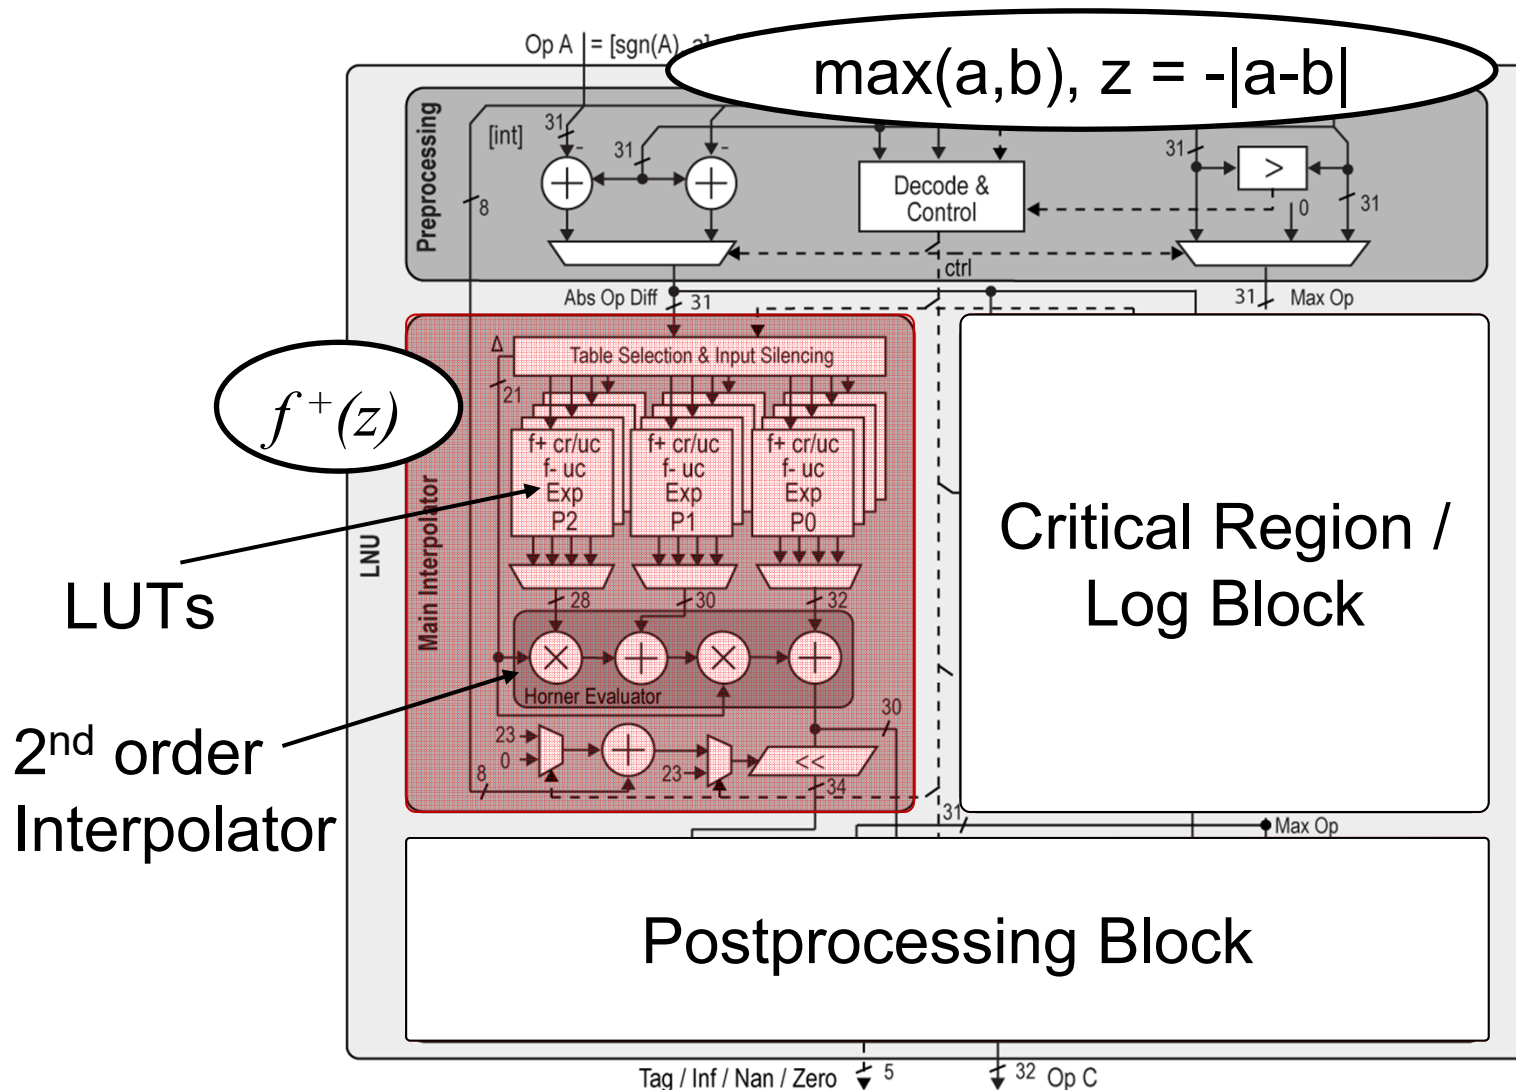 Op A = [sgn(A), a]
max(a,b), z = -|a-b|
Preprocessing
[int]
31
31
31
31
8
-
-
+
+
Decode &
Control
>
0
ctrl
Abs Op Diff
31
31
Max Op
LNU
Main Interpolator
Δ
21
Table Selection & Input Silencing
f +(z)
f+ cr/uc
f- uc
Exp
P2
f+ cr/uc
f- uc
Exp
P1
f+ cr/uc
f- uc
Exp
P0
LUTs
28
30
32
×
+
×
+
Horner Evaluator
2nd order
Interpolator
23
0
8
+
23
<<
34
30
Critical Region /
Log Block
31
Max Op
Postprocessing Block
Tag / Inf / Nan / Zero
5
32
Op C